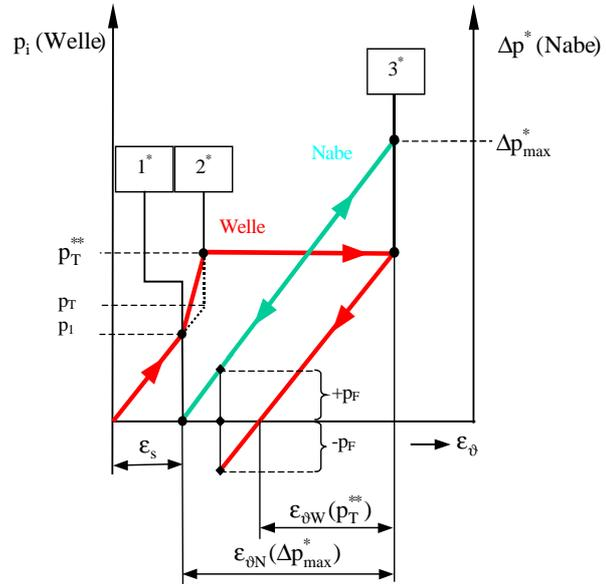 pᵢ (Welle)
Δp* (Nabe)
3*
Nabe
Δp*max
1*
2*
Welle
p**T
pT
p1
+pF
-pF
εs
εϑ
εϑW(p**T)
εϑN(Δp*max)